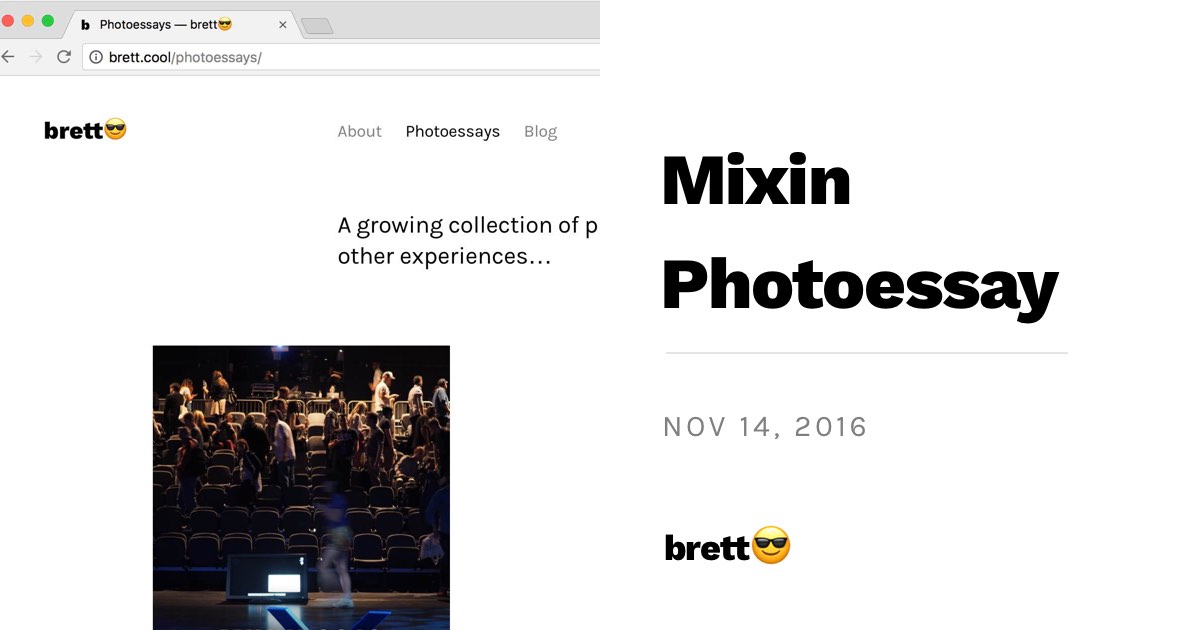 b Photoessays — brett😎
brett.cool/photoessays/
brett😎
About Photoessays Blog
A growing collection of p
other experiences…
Mixin
Photoessay
NOV 14, 2016
brett😎